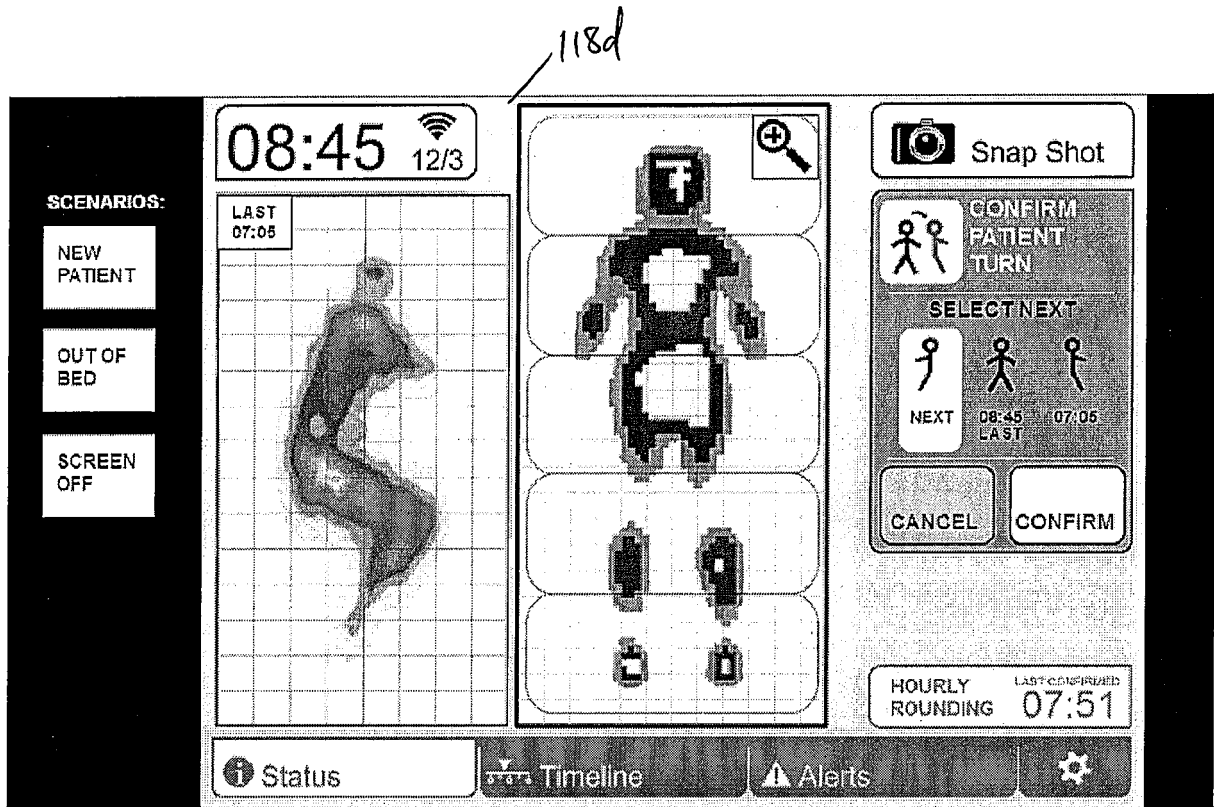 118d
SCENARIOS:
NEW
PATIENT
OUT OF
BED
SCREEN
OFF
08:45
12/3
LAST
07:05
Snap Shot
CONFIRM
PATIENT
TURN
SELECT NEXT
NEXT
08:45
LAST
07:05
CANCEL
CONFIRM
HOURLY
ROUNDING
LAST CONFIRMED
07:51
Status
Timeline
Alerts